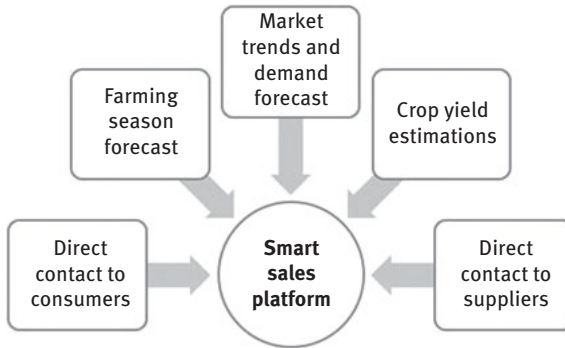 Market
trends and
demand
forecast
Farming
season
forecast
Crop yield
estimations
Direct
contact to
consumers
Smart
sales
platform
Direct
contact to
suppliers